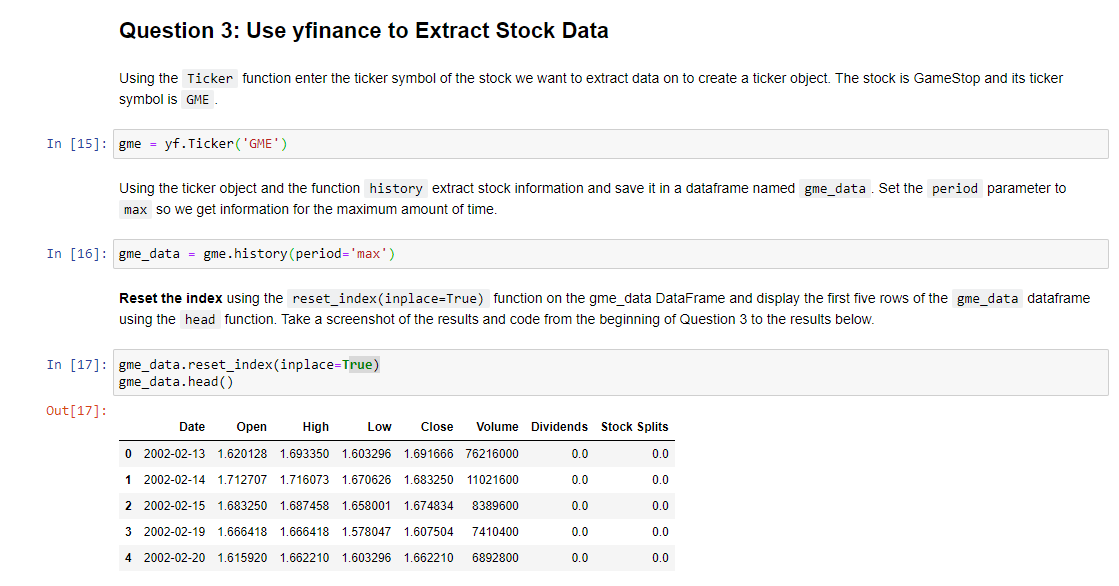 Question 3: Use yfinance to Extract Stock Data
Using the Ticker function enter the ticker symbol of the stock we want to extract data on to create a ticker object. The stock is GameStop and its ticker
symbol is GME .
In [15]: gme = yf.Ticker('GME')
Using the ticker object and the function history extract stock information and save it in a dataframe named gme_data . Set the period parameter to
max so we get information for the maximum amount of time.
In [16]: gme_data = gme.history(period='max')
Reset the index using the reset_index(inplace=True) function on the gme_data DataFrame and display the first five rows of the gme_data dataframe
using the head function. Take a screenshot of the results and code from the beginning of Question 3 to the results below.
In [17]: gme_data.reset_index(inplace=True)
gme_data.head()
Out[17]:
Date Open High Low Close Volume Dividends Stock Splits
0 2002-02-13 1.620128 1.693350 1.603296 1.691666 76216000 0.0 0.0
1 2002-02-14 1.712707 1.716073 1.670626 1.683250 11021600 0.0 0.0
2 2002-02-15 1.683250 1.687458 1.658001 1.674834 8389600 0.0 0.0
3 2002-02-19 1.666418 1.666418 1.578047 1.607504 7410400 0.0 0.0
4 2002-02-20 1.615920 1.662210 1.603296 1.662210 6892800 0.0 0.0